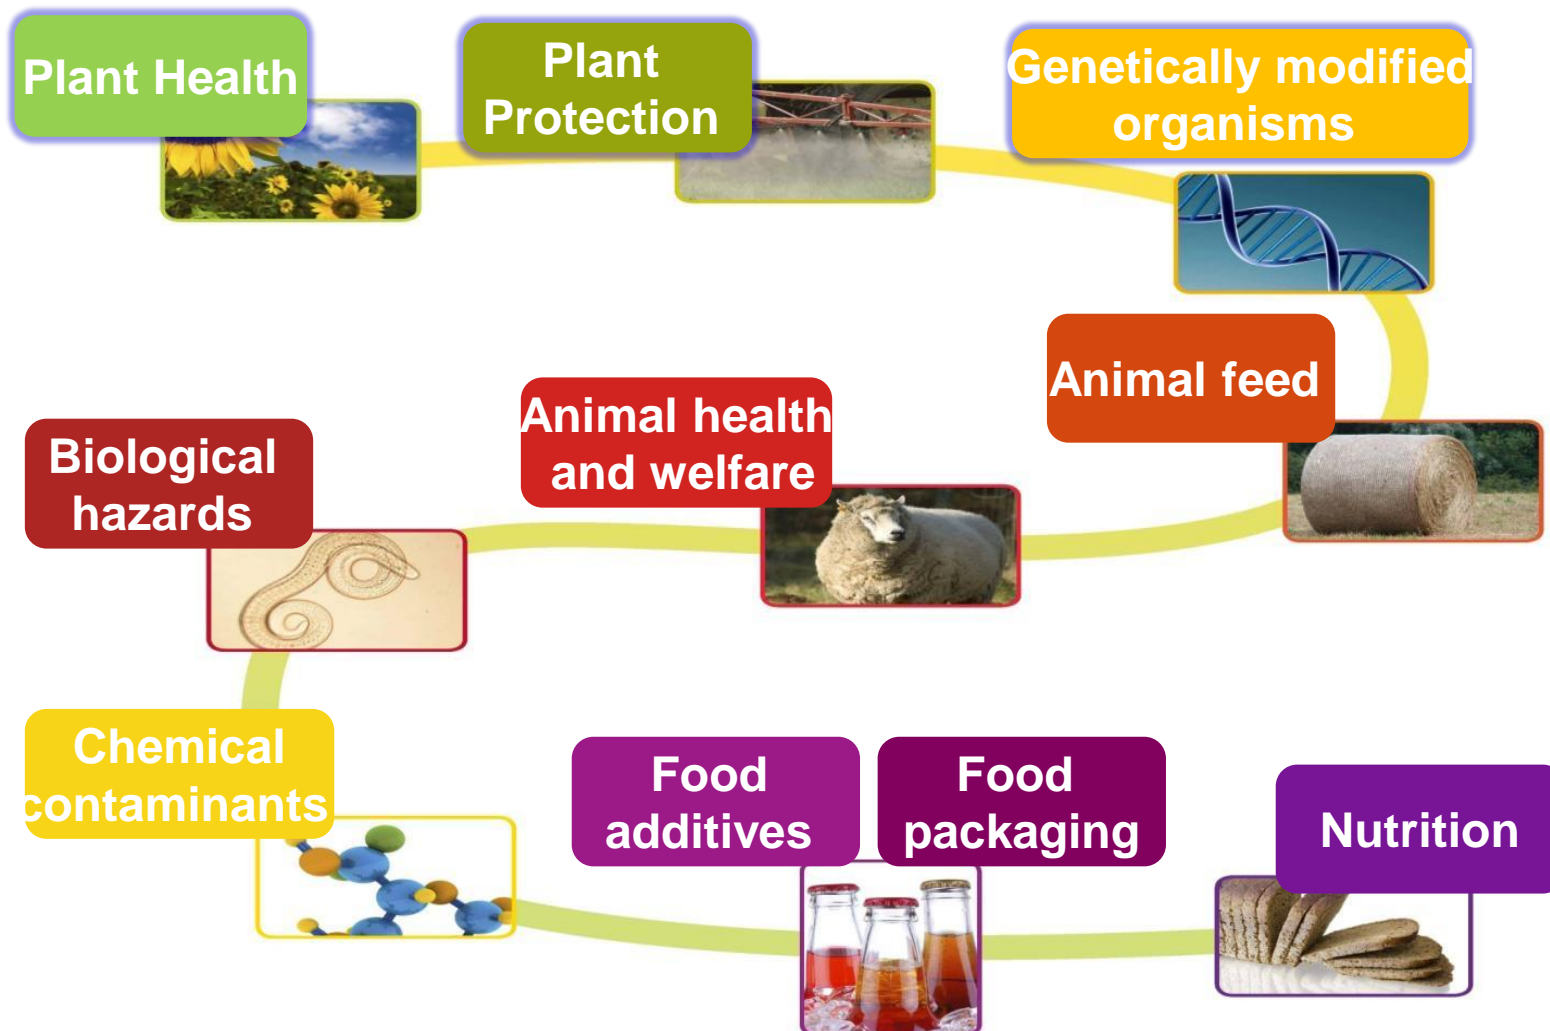 Plant Health
Plant
Protection
Genetically modified
organisms
Animal feed
Animal health
and welfare
Biological
hazards
Chemical
contaminants
Food
additives
Food
packaging
Nutrition